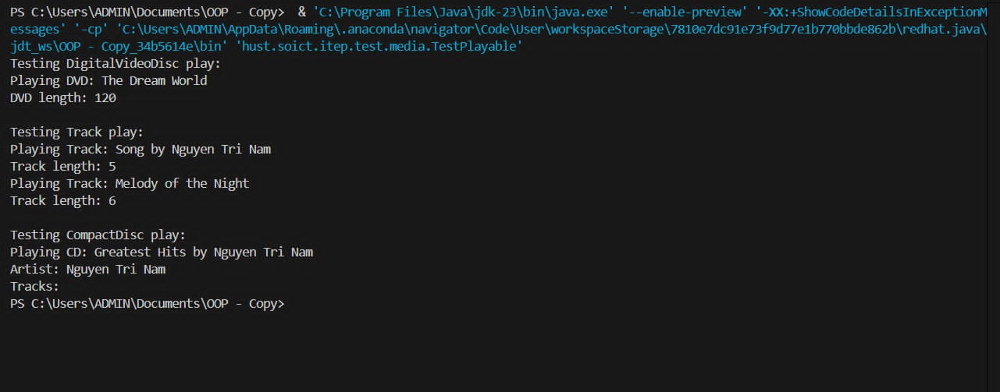 PS C:\Users\ADMIN\Documents\OOP - Copy>  & 'C:\Program Files\Java\jdk-23\bin\java.exe' '--enable-preview' '-XX:+ShowCodeDetailsInExceptionM
essages' '-cp' 'C:\Users\ADMIN\AppData\Roaming\.anaconda\navigator\Code\User\workspaceStorage\7810e7dc91e73f9d77e1b770bbde862b\redhat.java\
jdt_ws\OOP - Copy_34b5614e\bin' 'hust.soict.itep.test.media.TestPlayable'
Testing DigitalVideoDisc play:
Playing DVD: The Dream World
DVD length: 120
Testing Track play:
Playing Track: Song by Nguyen Tri Nam
Track length: 5
Playing Track: Melody of the Night
Track length: 6
Testing CompactDisc play:
Playing CD: Greatest Hits by Nguyen Tri Nam
Artist: Nguyen Tri Nam
Tracks:
PS C:\Users\ADMIN\Documents\OOP - Copy>